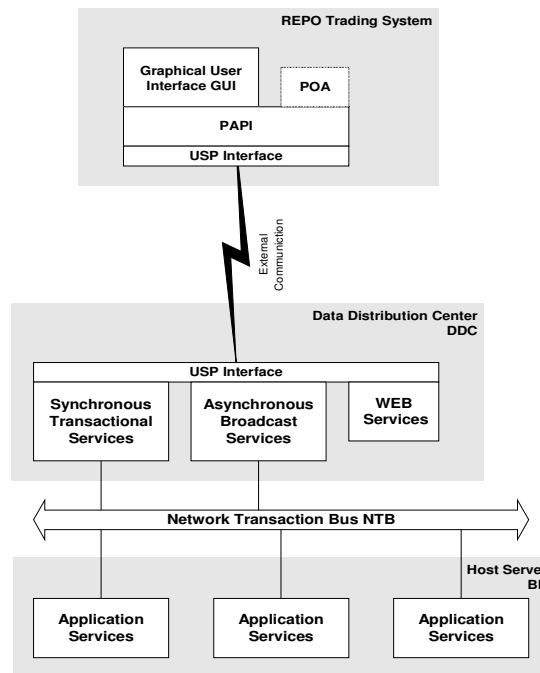 REPO Trading System
Graphical User
Interface GUI
POA
PAPI
USP Interface
External
Communiction
Data Distribution Center
DDC
USP Interface
Synchronous
Transactional
Services
Asynchronous
Broadcast
Services
WEB
Services
Network Transaction Bus NTB
Host Serve
Application
Services
Application
Services
Application
Services